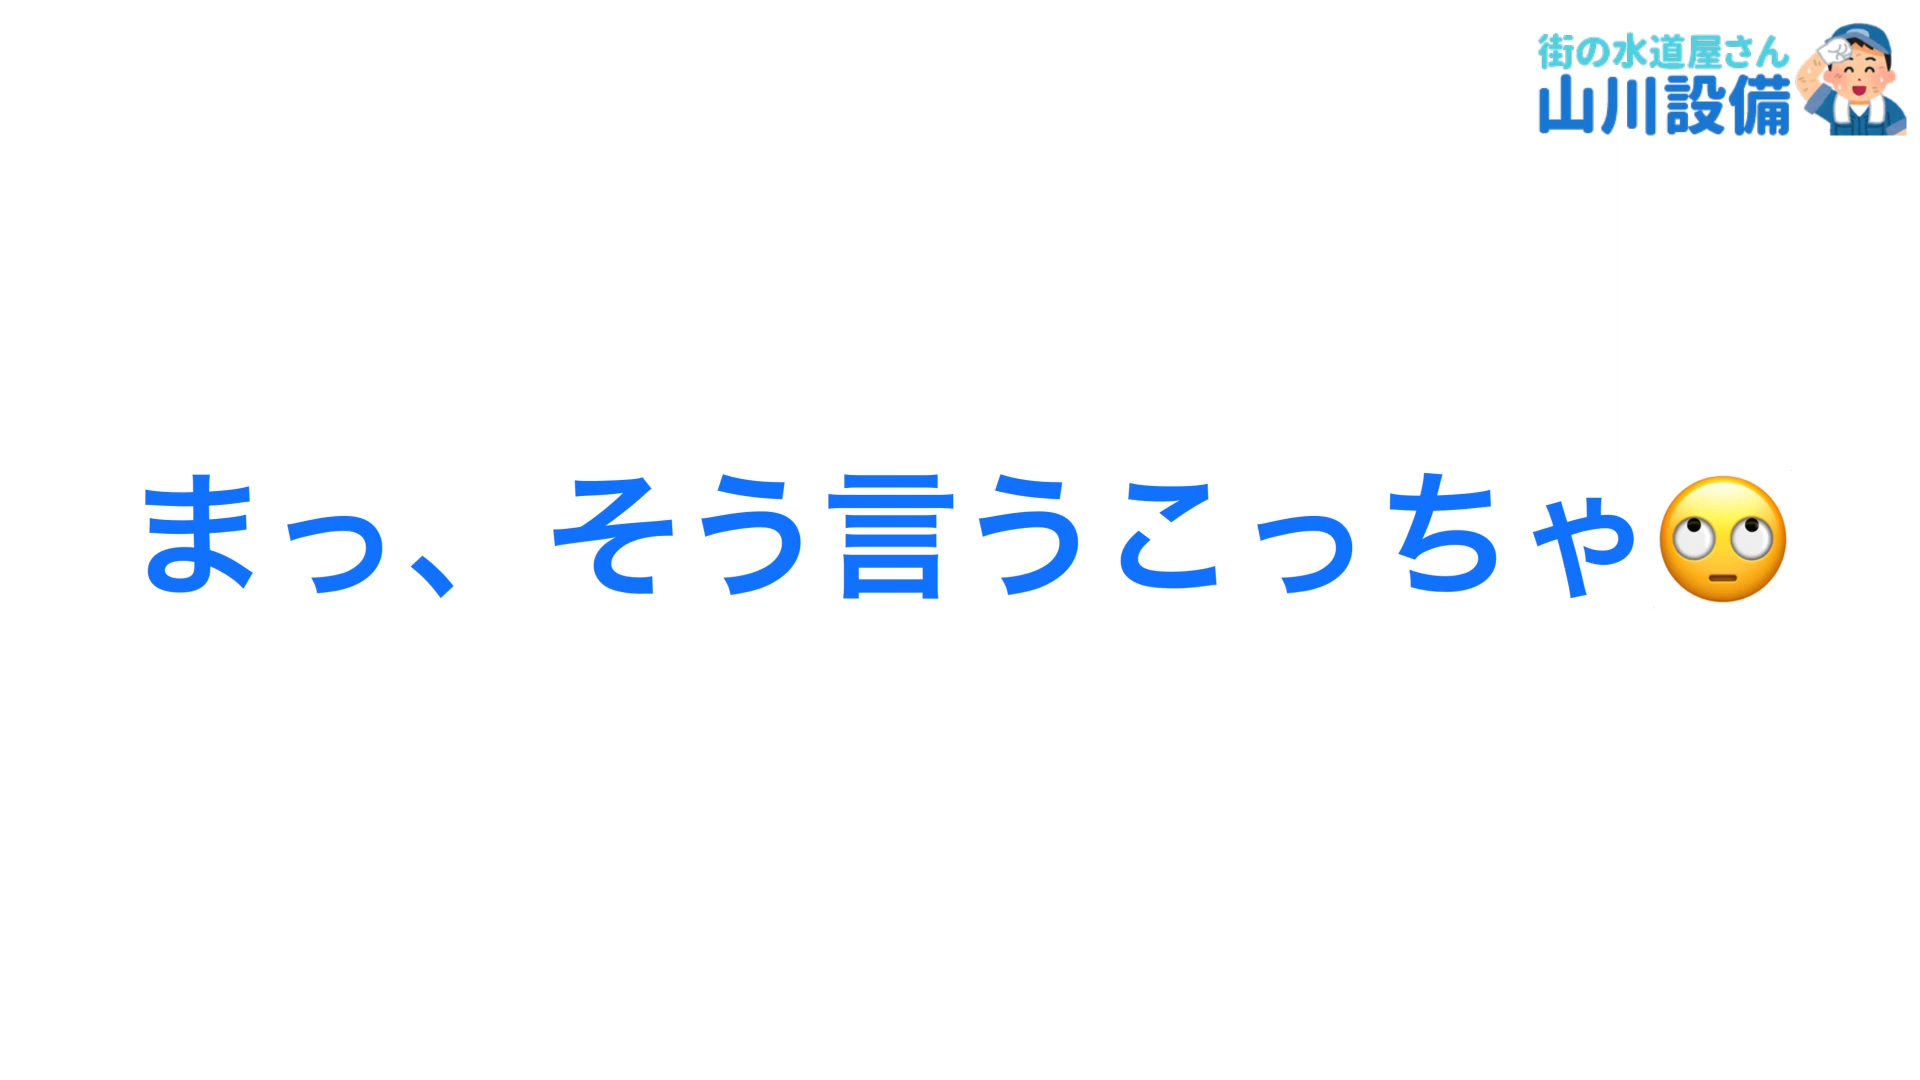 街の水道屋さん
山川設備
まっ、そう言うこっちゃ🙄